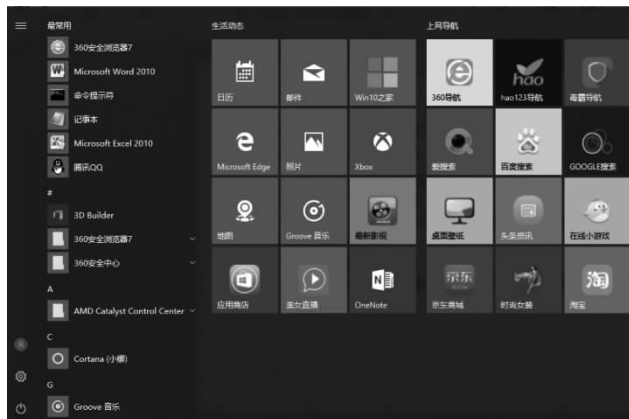 最常用
360安全浏览器7
Microsoft Word 2010
命令提示符
记事本
Microsoft Excel 2010
腾讯QQ
#
3D Builder
360安全浏览器7
360安全中心
A
AMD Catalyst Control Center
C
Cortana (小娜)
G
Groove 音乐
生活动态
日历
邮件
Win10之家
Microsoft Edge
照片
Xbox
地图
Groove 音乐
最新影视
应用商店
美女直播
OneNote
上网导航
360导航
hao
hao123导航
毒霸导航
爱搜索
百度搜索
GOOGLE搜索
桌面壁纸
头条资讯
在线小游戏
京东
京东商城
时尚女装
淘
淘宝